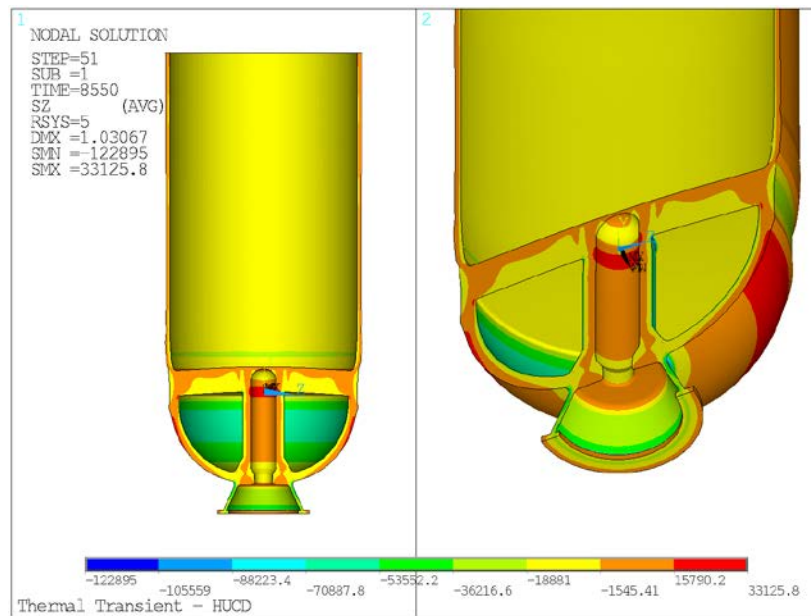 1
NODAL SOLUTION
STEP=51
SUB =1
TIME=8550
SZ (AVG)
RSYS=5
DMX =1.03067
SMN =-122895
SMX =33125.8
Z
2
-122895
-105559
-88223.4
-70887.8
-53552.2
-36216.6
-18881
-1545.41
15790.2
33125.8
Thermal Transient - HUCD